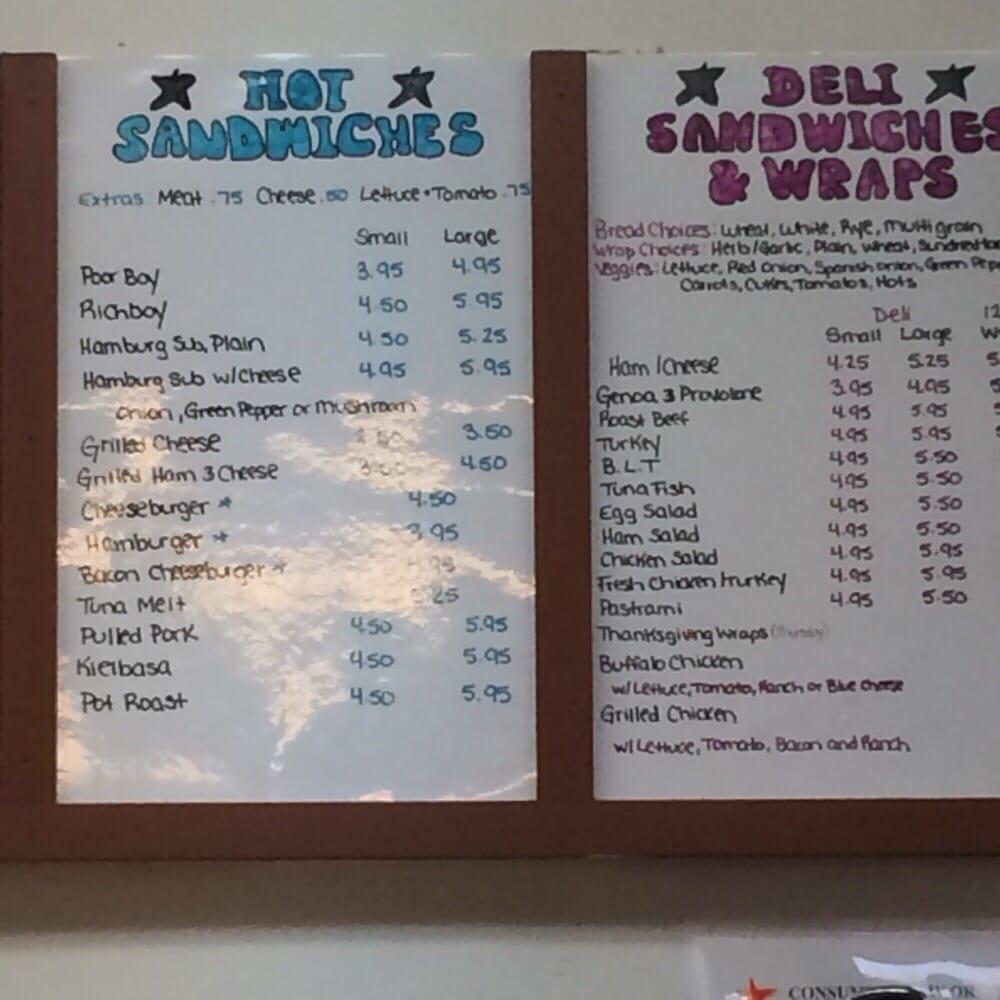 HOT
SANDWICHES
Extras: Meat .75 Cheese .50 Lettuce • Tomato .75
Small Large
Poor Boy 3.95 4.95
Richboy 4.50 5.95
Hamburg Sub, Plain 4.50 5.25
Hamburg Sub w/Cheese 4.95 5.95
onion, Green Pepper or Mushroom
Grilled Cheese 3.50
Grilled Ham 3 Cheese 4.50
Cheeseburger * 4.50
Hamburger * 3.95
Bacon Cheeseburger *
Tuna Melt
Pulled Pork 4.50 5.95
Kielbasa 4.50 5.95
Pot Roast 4.50 5.95
DELI
SANDWICHES
& WRAPS
Bread Choices: Wheat, White, Rye, Multigrain
Wrap Choices: Herb/Garlic, Plain, Wheat,
Veggies: Lettuce, Red Onion, Spanish Onion, Green
Carrots, Cukes, Tomatos, Hots
Deli 12
Small Large
Ham/Cheese 4.25 5.25
Genoa 3 Provolone 3.95 4.95
Roast Beef 4.95 5.95
Turkey 4.95 5.95
B.L.T 4.95 5.50
Tuna Fish 4.95 5.50
Egg Salad 4.95 5.50
Ham Salad 4.95 5.50
Chicken Salad 4.95 5.95
Fresh Chicken/Turkey 4.95 5.95
Pastrami 4.95 5.50
Thanksgiving Wraps
Buffalo Chicken
w/Lettuce, Tomato, Ranch or Blue Cheese
Grilled Chicken
w/Lettuce, Tomato, Bacon and Ranch